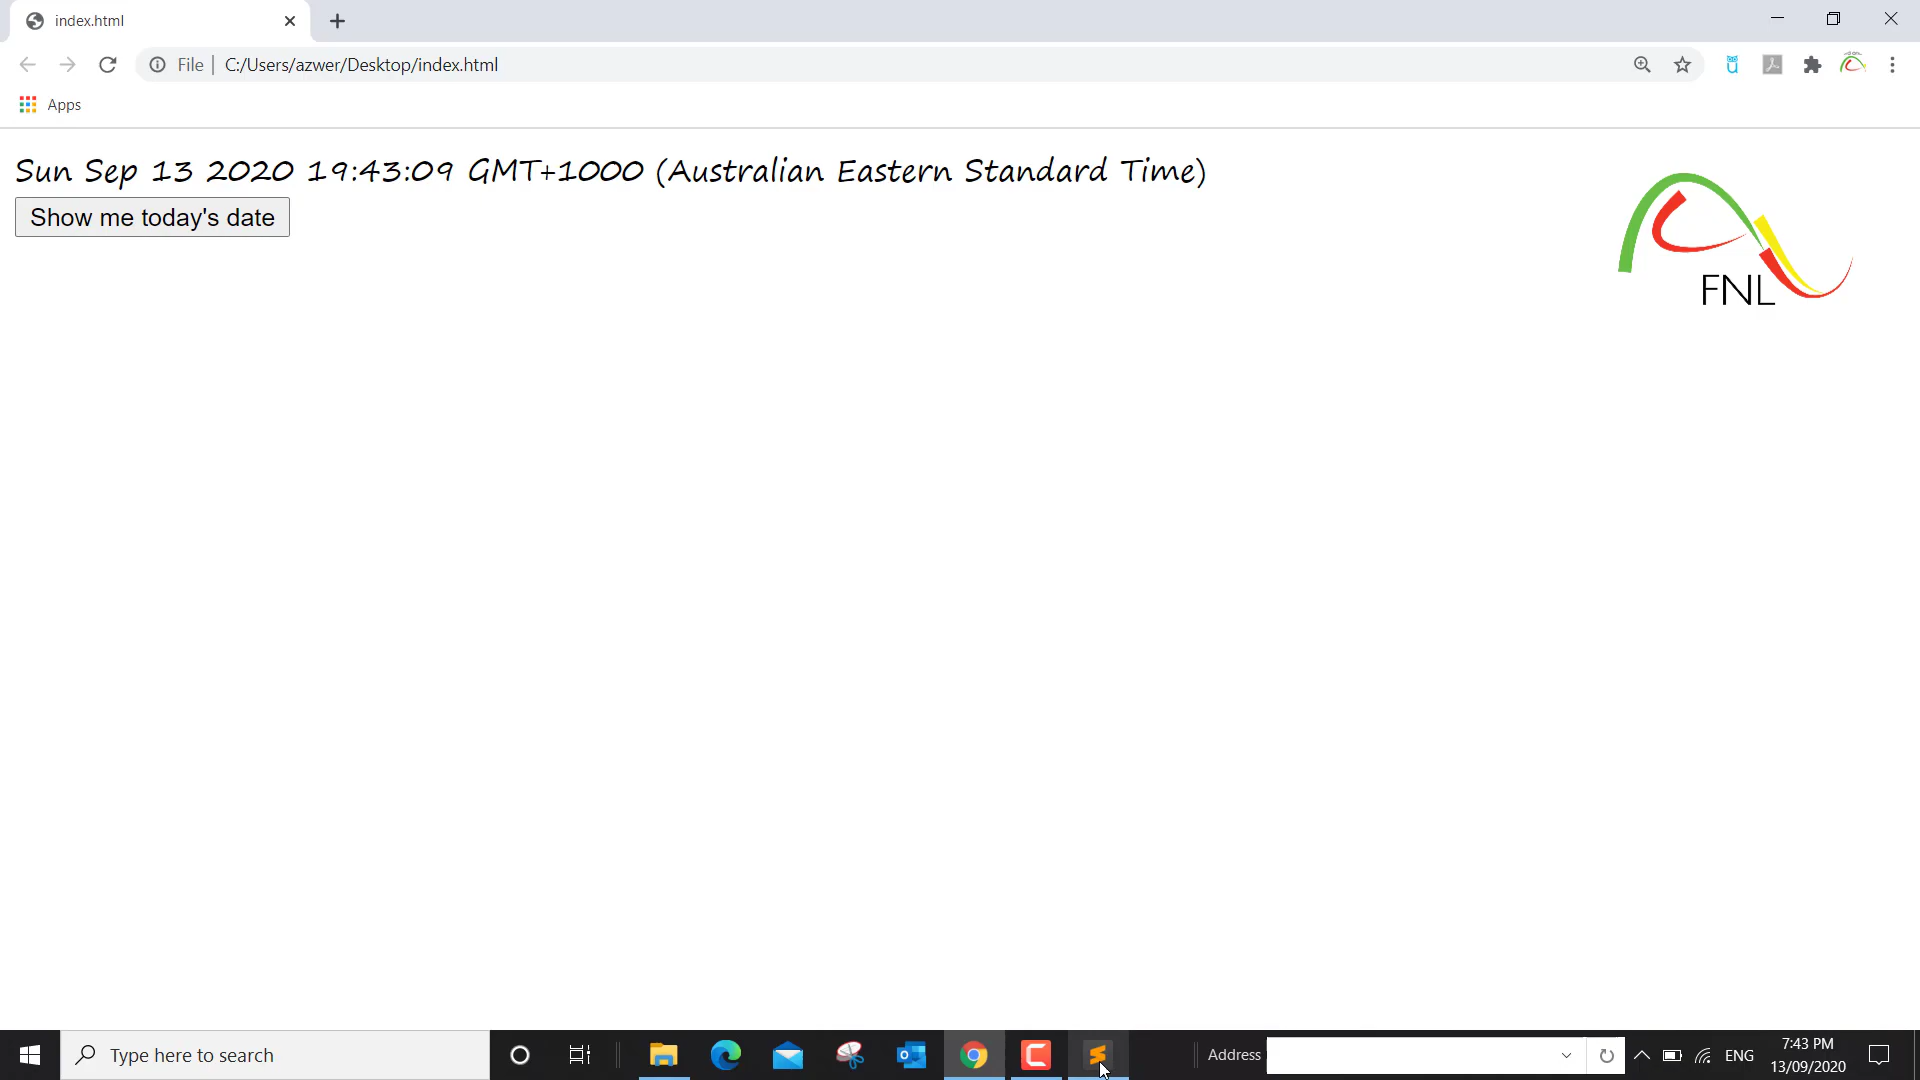 index.html
File | C:/Users/azwer/Desktop/index.html
Apps
Sun Sep 13 2020 19:43:09 GMT+1000 (Australian Eastern Standard Time)
Show me today's date
FNL
Type here to search
Address
ENG
7:43 PM
13/09/2020